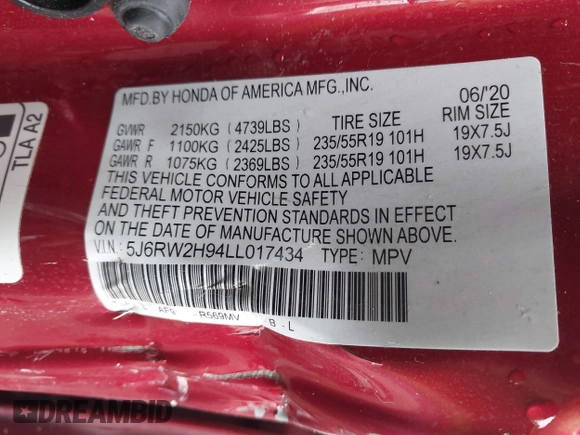 MFD.BY HONDA OF AMERICA MFG.,INC.
06/'20
GVWR 2150KG (4739LBS) TIRE SIZE RIM SIZE
GAWR F 1100KG (2425LBS) 235/55R19 101H 19X7.5J
GAWR R 1075KG (2369LBS) 235/55R19 101H 19X7.5J
THIS VEHICLE CONFORMS TO ALL APPLICABLE
FEDERAL MOTOR VEHICLE SAFETY
AND THEFT PREVENTION STANDARDS IN EFFECT
ON THE DATE OF MANUFACTURE SHOWN ABOVE.
V.I.N.: 5J6RW2H94LL017434 TYPE: MPV
R569MV -B-L
TLA A2
DREAMBID